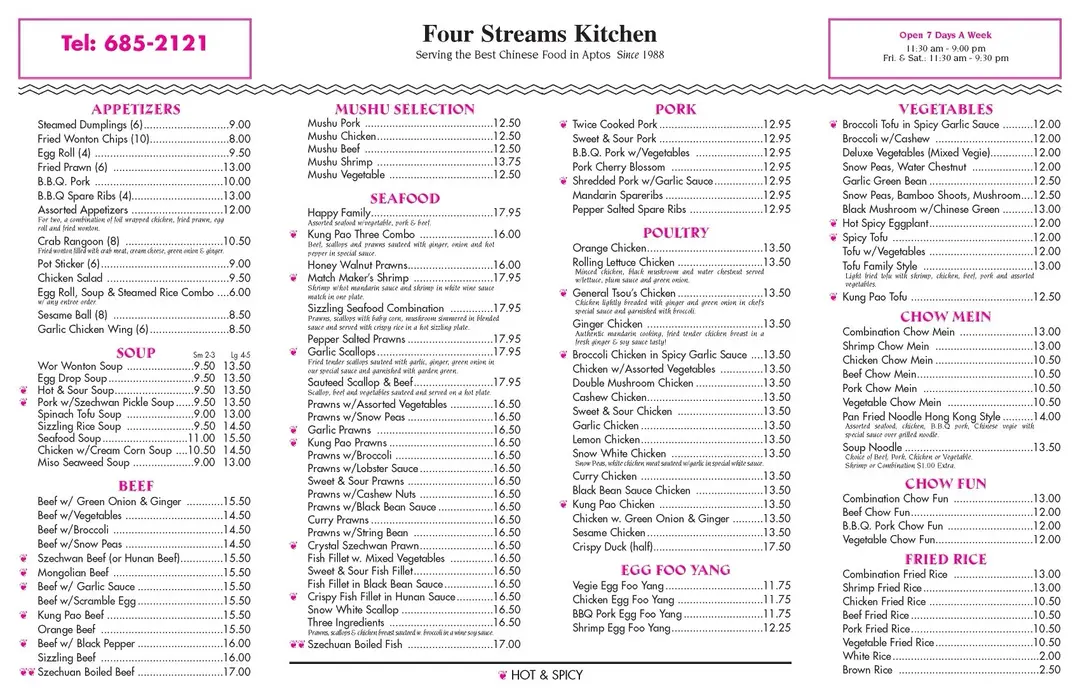 Tel: 685-2121
Four Streams Kitchen
Serving the Best Chinese Food in Aptos Since 1988
Open 7 Days A Week
11:30 am - 9:00 pm
Fri. & Sat.: 11:30 am - 9:30 pm
APPETIZERS
Steamed Dumplings (6)............................9.00
Fried Wonton Chips (10)..........................8.00
Egg Roll (4) ............................................9.50
Fried Prawn (6) ....................................13.00
B.B.Q. Pork ..........................................10.00
B.B.Q Spare Ribs (4)..............................13.00
Assorted Appetizers ..............................12.00
For two, a combination of foil wrapped chicken, fried prawn, egg
roll and fried wonton.
Crab Rangoon (8) ................................10.50
Fried wonton filled with crab meat, cream cheese, green onion & ginger.
Pot Sticker (6)..........................................9.00
Chicken Salad ........................................9.50
Egg Roll, Soup & Steamed Rice Combo ....6.00
w/ any entree order.
Sesame Ball (8) ......................................8.50
Garlic Chicken Wing (6)..........................8.50
SOUP Sm 2-3 Lg 4-5
Wor Wonton Soup ......................9.50 13.50
Egg Drop Soup............................9.50 13.50
Hot & Sour Soup..........................9.50 13.50
Pork w/Szechwan Pickle Soup ......9.50 13.50
Spinach Tofu Soup ......................9.00 13.00
Sizzling Rice Soup ......................9.50 14.50
Seafood Soup............................11.00 15.50
Chicken w/Cream Corn Soup ....10.50 14.50
Miso Seaweed Soup ....................9.00 13.00
BEEF
Beef w/ Green Onion & Ginger ............15.50
Beef w/Vegetables ................................14.50
Beef w/Broccoli ....................................14.50
Beef w/Snow Peas ................................14.50
Szechwan Beef (or Hunan Beef)..............15.50
Mongolian Beef ....................................15.50
Beef w/ Garlic Sauce ............................15.50
Beef w/Scramble Egg............................15.50
Kung Pao Beef ......................................15.50
Orange Beef ........................................15.50
Beef w/ Black Pepper ............................16.00
Sizzling Beef ........................................16.00
Szechuan Boiled Beef ............................17.00
MUSHU SELECTION
Mushu Pork ..........................................12.50
Mushu Chicken......................................12.50
Mushu Beef ..........................................12.50
Mushu Shrimp ......................................13.75
Mushu Vegetable ..................................12.50
SEAFOOD
Happy Family........................................17.95
Assorted seafood w/vegetable, pork & beef.
Kung Pao Three Combo ........................16.00
Beef, scallops and prawns sauteed with ginger, onion and hot
pepper in special sauce.
Honey Walnut Prawns............................16.00
Match Maker's Shrimp ..........................17.95
Shrimp w/hot mandarin sauce and shrimp in white wine sauce
match in one plate.
Sizzling Seafood Combination ..............17.95
Prawns, scallops with baby corn, mushroom simmered in blended
sauce and served with crispy rice in a hot sizzling plate.
Pepper Salted Prawns ............................17.95
Garlic Scallops......................................17.95
Fried tender scallops sauteed with garlic, ginger, green onion in
our special sauce and garnished with garden green.
Sauteed Scallop & Beef..........................17.95
Scallop, beef and vegetables sauteed and served on a hot plate.
Prawns w/Assorted Vegetables ..............16.50
Prawns w/Snow Peas ............................16.50
Garlic Prawns ......................................16.50
Kung Pao Prawns ..................................16.50
Prawns w/Broccoli ................................16.50
Prawns w/Lobster Sauce ........................16.50
Sweet & Sour Prawns ............................16.50
Prawns w/Cashew Nuts ........................16.50
Prawns w/Black Bean Sauce ..................16.50
Curry Prawns ........................................16.50
Prawns w/String Bean ..........................16.50
Crystal Szechwan Prawn........................16.50
Fish Fillet w. Mixed Vegetables ..............16.50
Sweet & Sour Fish Fillet..........................16.50
Fish Fillet in Black Bean Sauce................16.50
Crispy Fish Fillet in Hunan Sauce............16.50
Snow White Scallop ..............................16.50
Three Ingredients ..................................16.50
Prawns, scallops & chicken breast sauteed w. broccoli in a wine soy sauce.
Szechuan Boiled Fish ............................17.00
PORK
Twice Cooked Pork................................12.95
Sweet & Sour Pork ................................12.95
B.B.Q. Pork w/Vegetables ....................12.95
Pork Cherry Blossom ............................12.95
Shredded Pork w/Garlic Sauce..............12.95
Mandarin Spareribs ..............................12.95
Pepper Salted Spare Ribs ......................12.95
POULTRY
Orange Chicken....................................13.50
Rolling Lettuce Chicken ........................13.50
Minced chicken, black mushroom and water chestnut served
w/lettuce, plum sauce and green onion.
General Tsou's Chicken..........................13.50
Chicken lightly breaded with ginger and green onion in chef's
special sauce and garnished with broccoli.
Ginger Chicken ....................................13.50
Authentic mandarin cooking, fried tender chicken breast in a
fresh ginger & soy sauce tasty!
Broccoli Chicken in Spicy Garlic Sauce ....13.50
Chicken w/Assorted Vegetables ............13.50
Double Mushroom Chicken....................13.50
Cashew Chicken....................................13.50
Sweet & Sour Chicken ..........................13.50
Garlic Chicken......................................13.50
Lemon Chicken......................................13.50
Snow White Chicken ............................13.50
Snow Peas, white chicken meat sauteed w/garlic in special white sauce.
Curry Chicken ......................................13.50
Black Bean Sauce Chicken ....................13.50
Kung Pao Chicken ................................13.50
Chicken w. Green Onion & Ginger ........13.50
Sesame Chicken....................................13.50
Crispy Duck (half)..................................17.50
EGG FOO YANG
Vegie Egg Foo Yang..............................11.75
Chicken Egg Foo Yang ..........................11.75
BBQ Pork Egg Foo Yang........................11.75
Shrimp Egg Foo Yang............................12.25
HOT & SPICY
VEGETABLES
Broccoli Tofu in Spicy Garlic Sauce ........12.00
Broccoli w/Cashew ..............................12.00
Deluxe Vegetables (Mixed Vegie)............12.00
Snow Peas, Water Chestnut ..................12.00
Garlic Green Bean ................................12.50
Snow Peas, Bamboo Shoots, Mushroom....12.50
Black Mushroom w/Chinese Green ........13.00
Hot Spicy Eggplant................................12.00
Spicy Tofu ............................................12.00
Tofu w/Vegetables ................................12.00
Tofu Family Style ..................................13.00
Light fried tofu with shrimp, chicken, beef, pork and assorted
vegetables.
Kung Pao Tofu ......................................12.50
CHOW MEIN
Combination Chow Mein ......................13.00
Shrimp Chow Mein ..............................13.00
Chicken Chow Mein..............................10.50
Beef Chow Mein....................................10.50
Pork Chow Mein ..................................10.50
Vegetable Chow Mein ..........................10.50
Pan Fried Noodle Hong Kong Style ........14.00
Assorted seafood, chicken, B.B.Q pork, Chinese vegie with
special sauce over grilled noodle.
Soup Noodle ........................................13.50
Choice of Beef, Pork, Chicken or Vegetable.
Shrimp or Combination $1.00 Extra.
CHOW FUN
Combination Chow Fun ........................13.00
Beef Chow Fun......................................12.00
B.B.Q. Pork Chow Fun ..........................12.00
Vegetable Chow Fun..............................12.00
FRIED RICE
Combination Fried Rice ........................13.00
Shrimp Fried Rice..................................13.00
Chicken Fried Rice ................................10.50
Beef Fried Rice......................................10.50
Pork Fried Rice......................................10.50
Vegetable Fried Rice..............................10.50
White Rice..............................................2.00
Brown Rice ............................................2.50